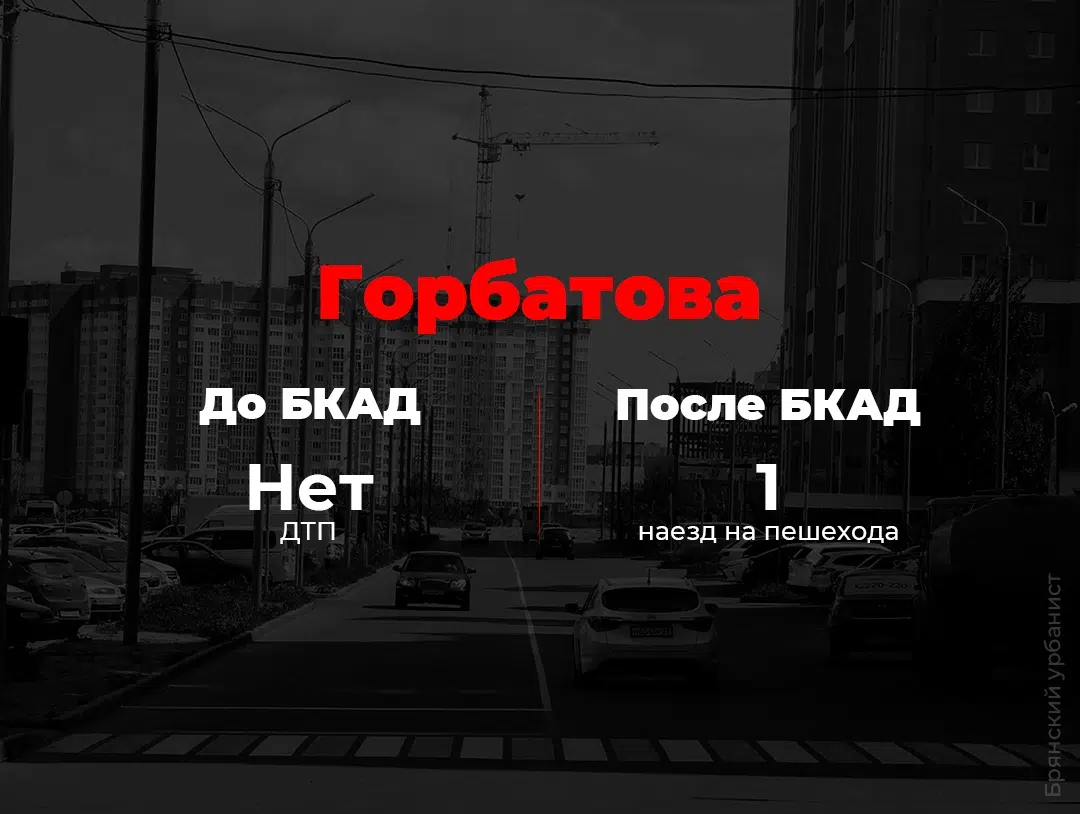 Горбатова
До БКАД
После БКАД
Нет
ДТП
1
наезд на пешехода
Брянский урбанист